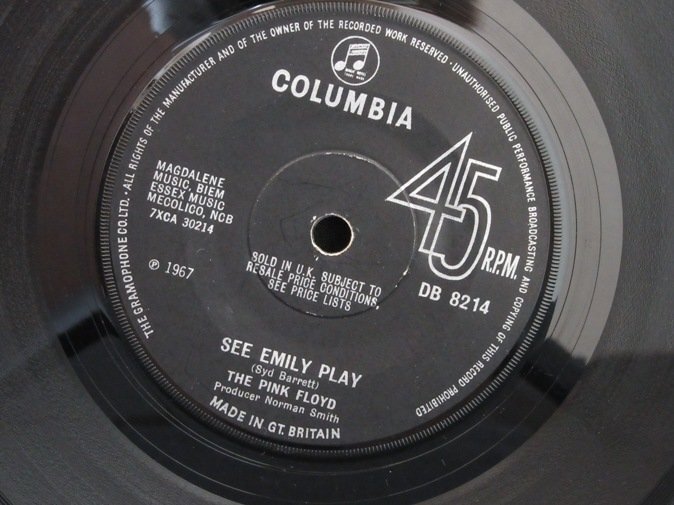 THE GRAMOPHONE CO. LTD. · ALL RIGHTS OF THE MANUFACTURER AND OF THE OWNER OF THE RECORDED WORK RESERVED · UNAUTHORISED PUBLIC PERFORMANCE BROADCASTING AND COPYING OF THIS RECORD PROHIBITED
COLUMBIA
MAGDALENE
MUSIC, BIEM
ESSEX MUSIC
MECOLICO, NCB
7XCA 30214
℗ 1967
45
R.P.M.
DB 8214
SOLD IN U.K. SUBJECT TO
RESALE PRICE CONDITIONS,
SEE PRICE LISTS
SEE EMILY PLAY
(Syd Barrett)
THE PINK FLOYD
Producer Norman Smith
MADE IN GT. BRITAIN